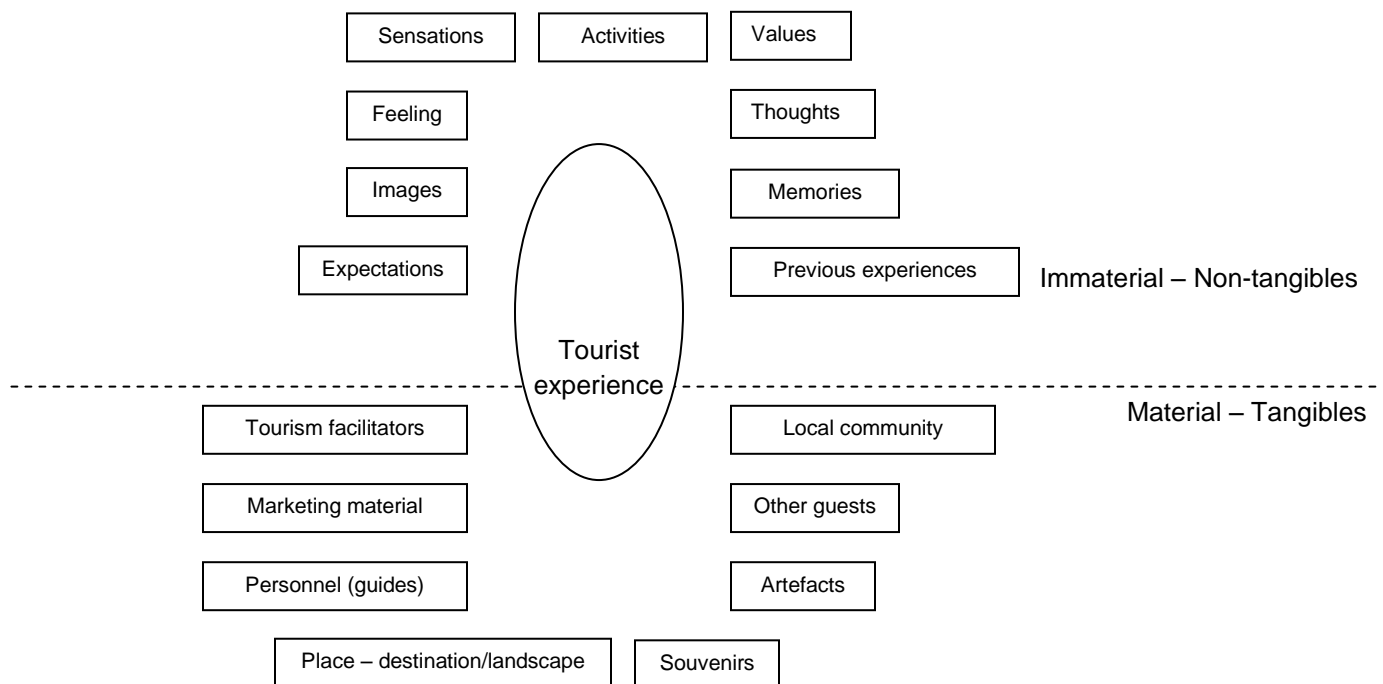 Sensations
Activities
Values
Feeling
Thoughts
Images
Memories
Expectations
Previous experiences
Immaterial – Non-tangibles
Tourist
experience
Material – Tangibles
Tourism facilitators
Local community
Marketing material
Other guests
Personnel (guides)
Artefacts
Place – destination/landscape
Souvenirs